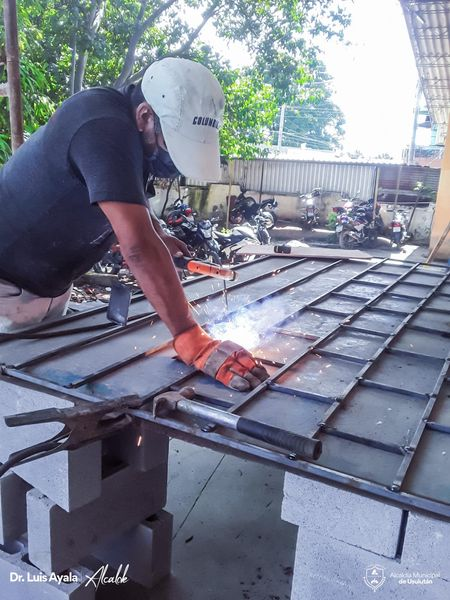 COLUMBIA
Dr. Luis Ayala
Alcalde
Alcaldía Municipal
de Usulután